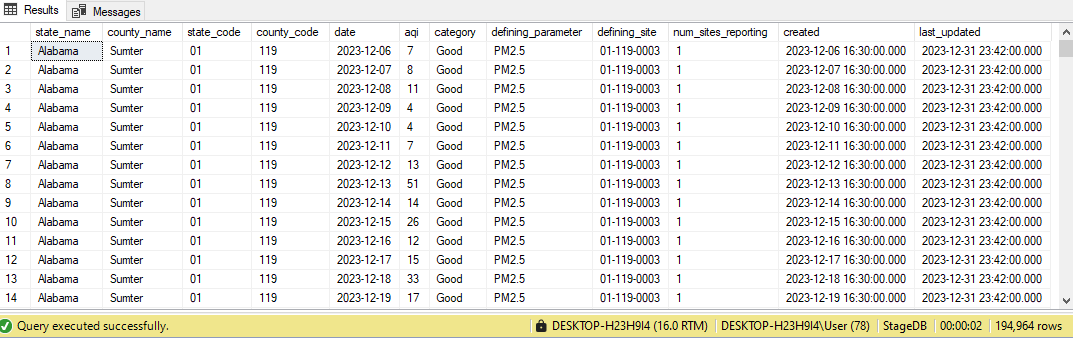 Results Messages
state_name county_name state_code county_code date aqi category defining_parameter defining_site num_sites_reporting created last_updated
1 Alabama Sumter 01 119 2023-12-06 7 Good PM2.5 01-119-0003 1 2023-12-06 16:30:00.000 2023-12-31 23:42:00.000
2 Alabama Sumter 01 119 2023-12-07 8 Good PM2.5 01-119-0003 1 2023-12-07 16:30:00.000 2023-12-31 23:42:00.000
3 Alabama Sumter 01 119 2023-12-08 11 Good PM2.5 01-119-0003 1 2023-12-08 16:30:00.000 2023-12-31 23:42:00.000
4 Alabama Sumter 01 119 2023-12-09 4 Good PM2.5 01-119-0003 1 2023-12-09 16:30:00.000 2023-12-31 23:42:00.000
5 Alabama Sumter 01 119 2023-12-10 4 Good PM2.5 01-119-0003 1 2023-12-10 16:30:00.000 2023-12-31 23:42:00.000
6 Alabama Sumter 01 119 2023-12-11 7 Good PM2.5 01-119-0003 1 2023-12-11 16:30:00.000 2023-12-31 23:42:00.000
7 Alabama Sumter 01 119 2023-12-12 13 Good PM2.5 01-119-0003 1 2023-12-12 16:30:00.000 2023-12-31 23:42:00.000
8 Alabama Sumter 01 119 2023-12-13 51 Good PM2.5 01-119-0003 1 2023-12-13 16:30:00.000 2023-12-31 23:42:00.000
9 Alabama Sumter 01 119 2023-12-14 14 Good PM2.5 01-119-0003 1 2023-12-14 16:30:00.000 2023-12-31 23:42:00.000
10 Alabama Sumter 01 119 2023-12-15 26 Good PM2.5 01-119-0003 1 2023-12-15 16:30:00.000 2023-12-31 23:42:00.000
11 Alabama Sumter 01 119 2023-12-16 12 Good PM2.5 01-119-0003 1 2023-12-16 16:30:00.000 2023-12-31 23:42:00.000
12 Alabama Sumter 01 119 2023-12-17 15 Good PM2.5 01-119-0003 1 2023-12-17 16:30:00.000 2023-12-31 23:42:00.000
13 Alabama Sumter 01 119 2023-12-18 33 Good PM2.5 01-119-0003 1 2023-12-18 16:30:00.000 2023-12-31 23:42:00.000
14 Alabama Sumter 01 119 2023-12-19 17 Good PM2.5 01-119-0003 1 2023-12-19 16:30:00.000 2023-12-31 23:42:00.000
Query executed successfully. DESKTOP-H23H9I4 (16.0 RTM) DESKTOP-H23H9I4\User (78) StageDB 00:00:02 194,964 rows